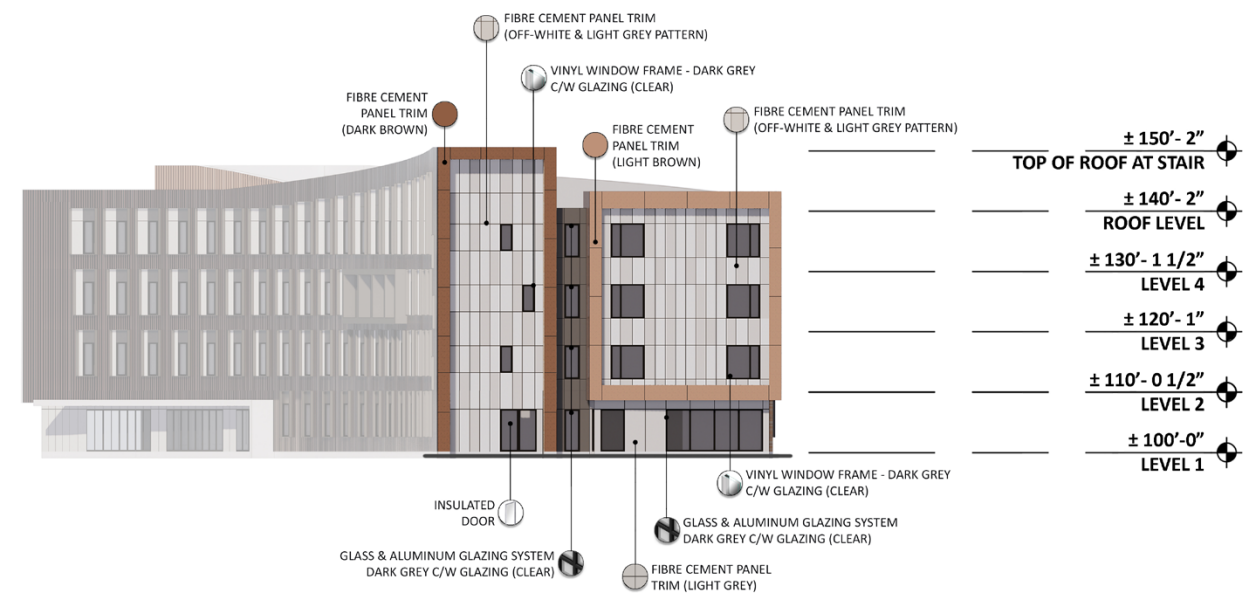 FIBRE CEMENT PANEL TRIM
(OFF-WHITE & LIGHT GREY PATTERN)
VINYL WINDOW FRAME - DARK GREY
C/W GLAZING (CLEAR)
FIBRE CEMENT
PANEL TRIM
(DARK BROWN)
FIBRE CEMENT
PANEL TRIM
(LIGHT BROWN)
FIBRE CEMENT PANEL TRIM
(OFF-WHITE & LIGHT GREY PATTERN)
± 150’- 2”
TOP OF ROOF AT STAIR
± 140’- 2”
ROOF LEVEL
± 130’- 1 1/2”
LEVEL 4
± 120’- 1”
LEVEL 3
± 110’- 0 1/2”
LEVEL 2
± 100’-0”
LEVEL 1
VINYL WINDOW FRAME - DARK GREY
C/W GLAZING (CLEAR)
INSULATED
DOOR
GLASS & ALUMINUM GLAZING SYSTEM
DARK GREY C/W GLAZING (CLEAR)
GLASS & ALUMINUM GLAZING SYSTEM
DARK GREY C/W GLAZING (CLEAR)
FIBRE CEMENT PANEL
TRIM (LIGHT GREY)